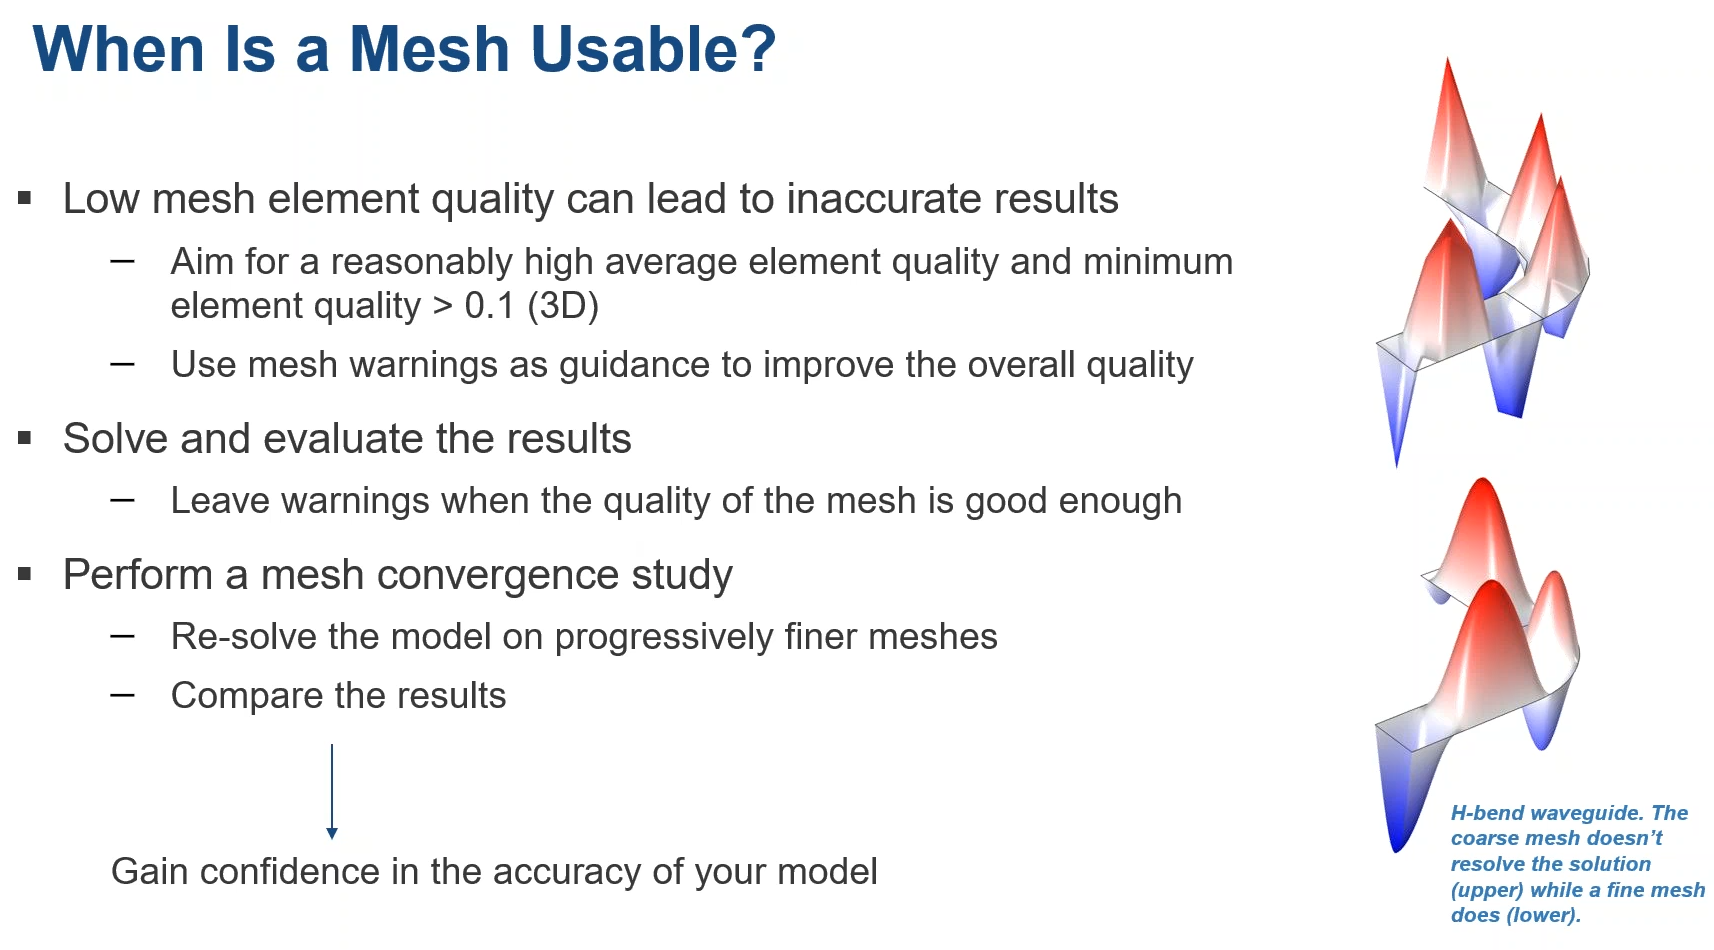 When Is a Mesh Usable?
▪ Low mesh element quality can lead to inaccurate results
– Aim for a reasonably high average element quality and minimum
element quality > 0.1 (3D)
– Use mesh warnings as guidance to improve the overall quality
▪ Solve and evaluate the results
– Leave warnings when the quality of the mesh is good enough
▪ Perform a mesh convergence study
– Re-solve the model on progressively finer meshes
– Compare the results
Gain confidence in the accuracy of your model
H-bend waveguide. The
coarse mesh doesn’t
resolve the solution
(upper) while a fine mesh
does (lower).